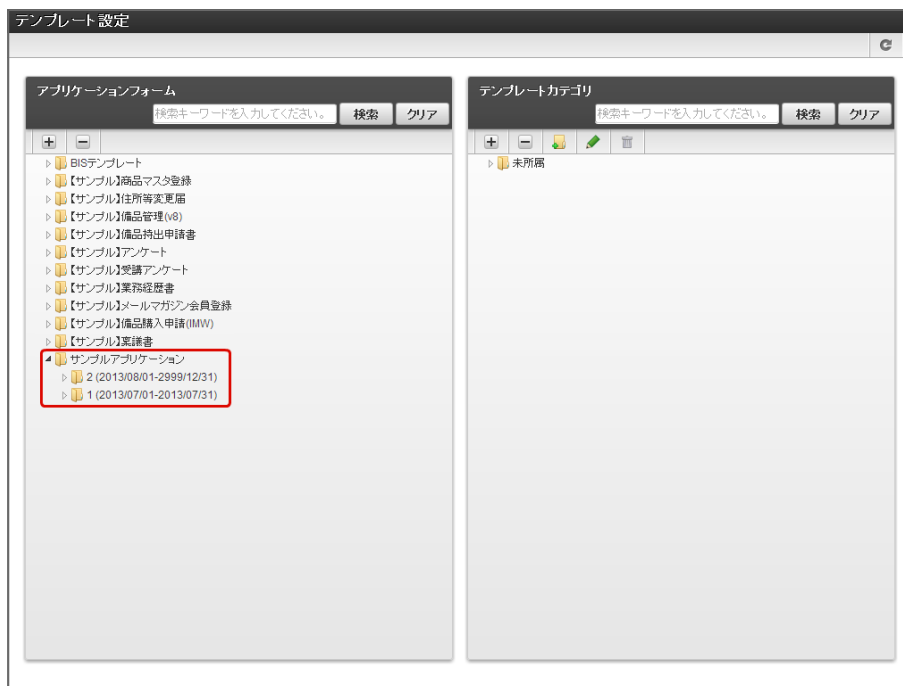 テンプレート設定
アプリケーションフォーム
検索キーワードを入力してください。 検索 クリア
BISテンプレート
【サンプル】商品マスタ登録
【サンプル】住所等変更届
【サンプル】備品管理(v8)
【サンプル】備品持出申請書
【サンプル】アンケート
【サンプル】受講アンケート
【サンプル】業務経歴書
【サンプル】メールマガジン会員登録
【サンプル】備品購入申請(IMW)
【サンプル】稟議書
サンプルアプリケーション
2 (2013/08/01-2999/12/31)
1 (2013/07/01-2013/07/31)
テンプレートカテゴリ
検索キーワードを入力してください。 検索 クリア
未所属